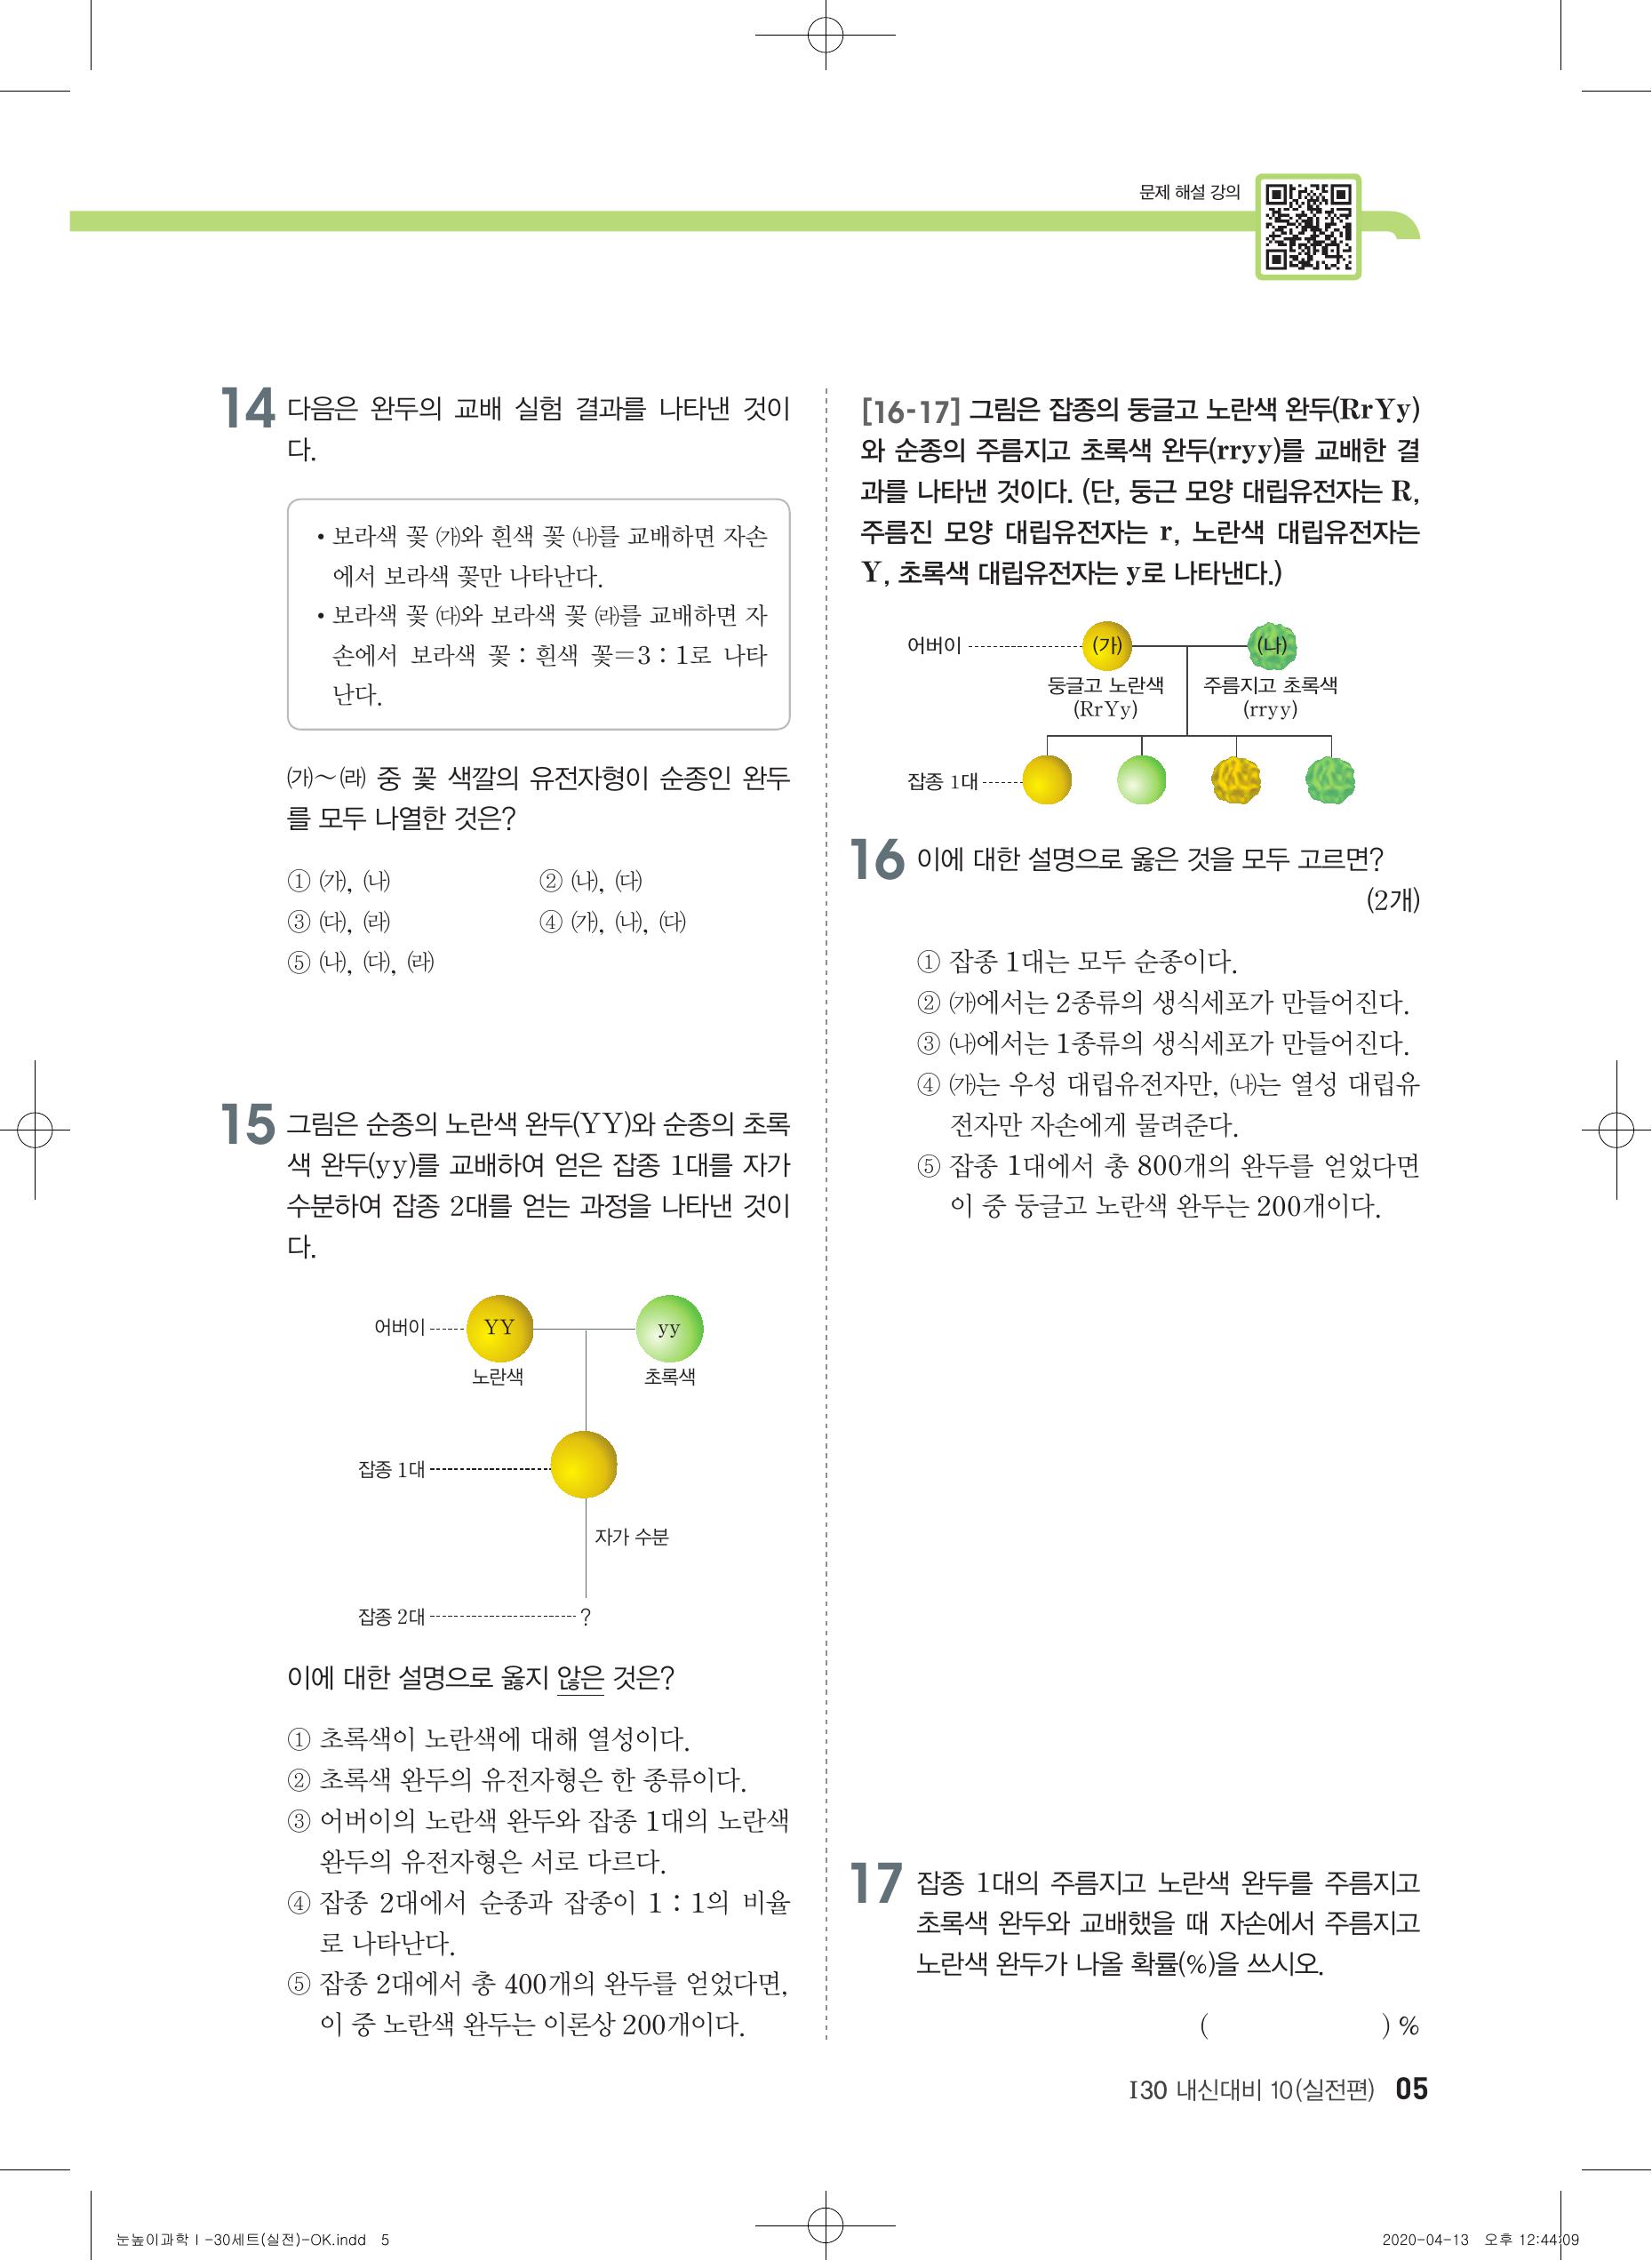 문제 해설 강의
14 다음은 완두의 교배 실험 결과를 나타낸 것이
다.
• 보라색 꽃 ㈎와 흰색 꽃 ㈏를 교배하면 자손
에서 보라색 꽃만 나타난다.
• 보라색 꽃 ㈐와 보라색 꽃 ㈑를 교배하면 자
손에서 보라색 꽃 : 흰색 꽃=3 : 1로 나타
난다.
㈎~㈑ 중 꽃 색깔의 유전자형이 순종인 완두
를 모두 나열한 것은?
① ㈎, ㈏ ② ㈏, ㈐
③ ㈐, ㈑ ④ ㈎, ㈏, ㈐
⑤ ㈏, ㈐, ㈑
15 그림은 순종의 노란색 완두(YY)와 순종의 초록
색 완두(yy)를 교배하여 얻은 잡종 1대를 자가
수분하여 잡종 2대를 얻는 과정을 나타낸 것이
다.
어버이 YY yy
노란색 초록색
잡종 1대
자가 수분
잡종 2대 ?
이에 대한 설명으로 옳지 않은 것은?
① 초록색이 노란색에 대해 열성이다.
② 초록색 완두의 유전자형은 한 종류이다.
③ 어버이의 노란색 완두와 잡종 1대의 노란색
완두의 유전자형은 서로 다르다.
④ 잡종 2대에서 순종과 잡종이 1 : 1의 비율
로 나타난다.
⑤ 잡종 2대에서 총 400개의 완두를 얻었다면,
이 중 노란색 완두는 이론상 200개이다.
[16-17] 그림은 잡종의 둥글고 노란색 완두(RrYy)
와 순종의 주름지고 초록색 완두(rryy)를 교배한 결
과를 나타낸 것이다. (단, 둥근 모양 대립유전자는 R,
주름진 모양 대립유전자는 r, 노란색 대립유전자는
Y, 초록색 대립유전자는 y로 나타낸다.)
어버이 (가) (나)
둥글고 노란색 주름지고 초록색
(RrYy) (rryy)
잡종 1대
16 이에 대한 설명으로 옳은 것을 모두 고르면?
(2개)
① 잡종 1대는 모두 순종이다.
② ㈎에서는 2종류의 생식세포가 만들어진다.
③ ㈏에서는 1종류의 생식세포가 만들어진다.
④ ㈎는 우성 대립유전자만, ㈏는 열성 대립유
전자만 자손에게 물려준다.
⑤ 잡종 1대에서 총 800개의 완두를 얻었다면
이 중 둥글고 노란색 완두는 200개이다.
17 잡종 1대의 주름지고 노란색 완두를 주름지고
초록색 완두와 교배했을 때 자손에서 주름지고
노란색 완두가 나올 확률(%)을 쓰시오.
( ) %
I30 내신대비 10(실전편) 05
눈높이과학 I -30세트(실전)-OK.indd 5
2020-04-13 오후 12:44:09